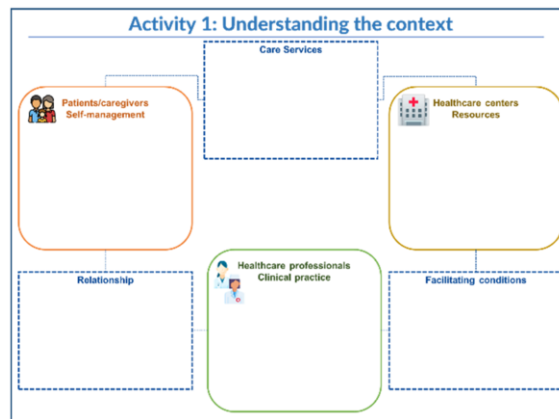 Activity 1: Understanding the context
Care Services
Patients/caregivers
Self-management
Healthcare centers
Resources
Relationship
Healthcare professionals
Clinical practice
Facilitating conditions